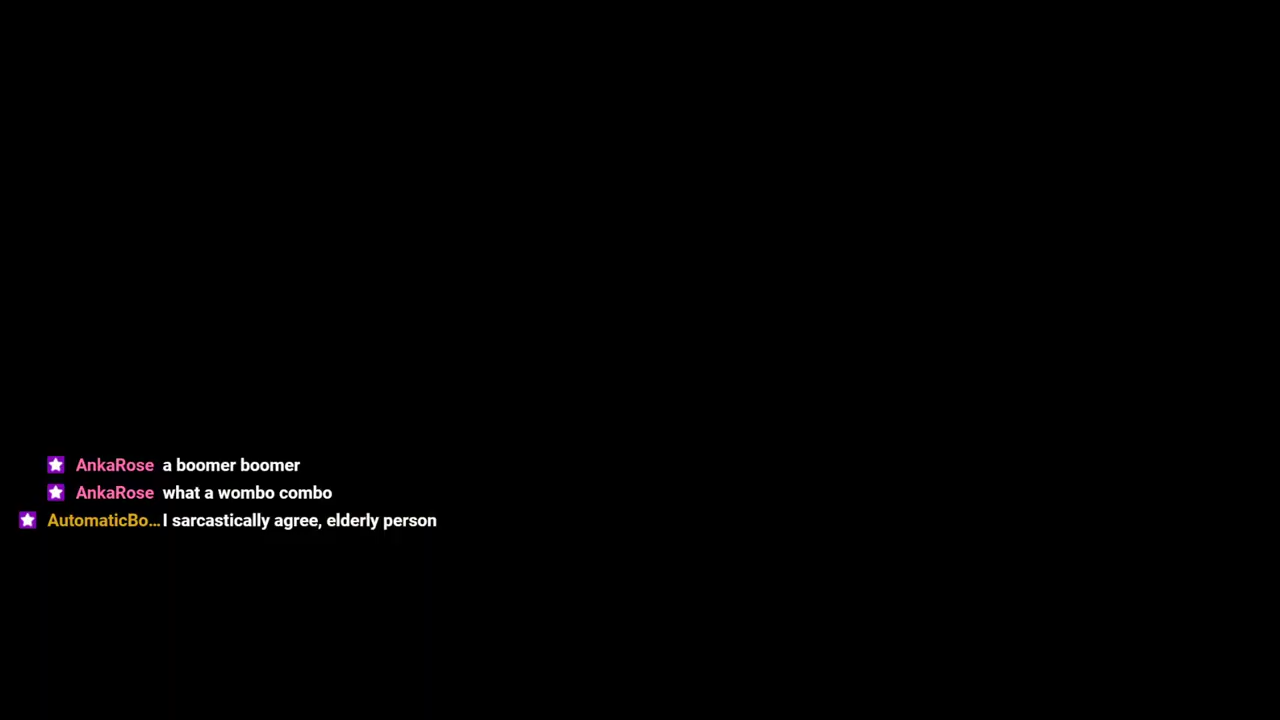 AnkaRose a boomer boomer
AnkaRose what a wombo combo
AutomaticBo... I sarcastically agree, elderly person